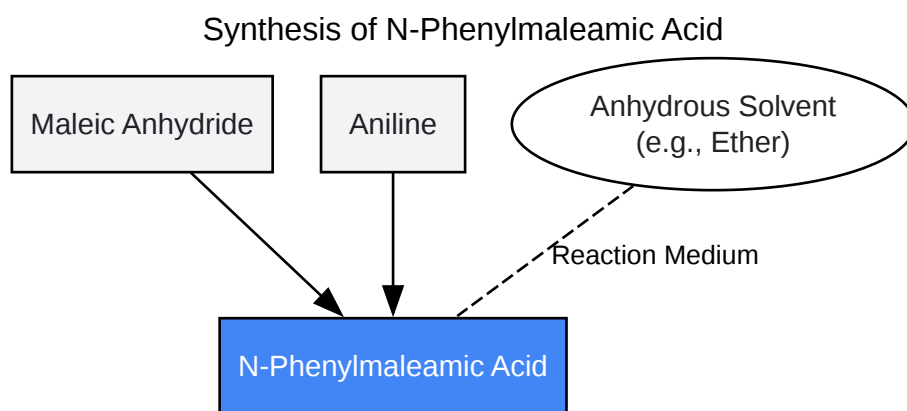 Synthesis of N-Phenylmaleamic Acid
Maleic Anhydride
Aniline
Anhydrous Solvent
(e.g., Ether)
Reaction Medium
N-Phenylmaleamic Acid